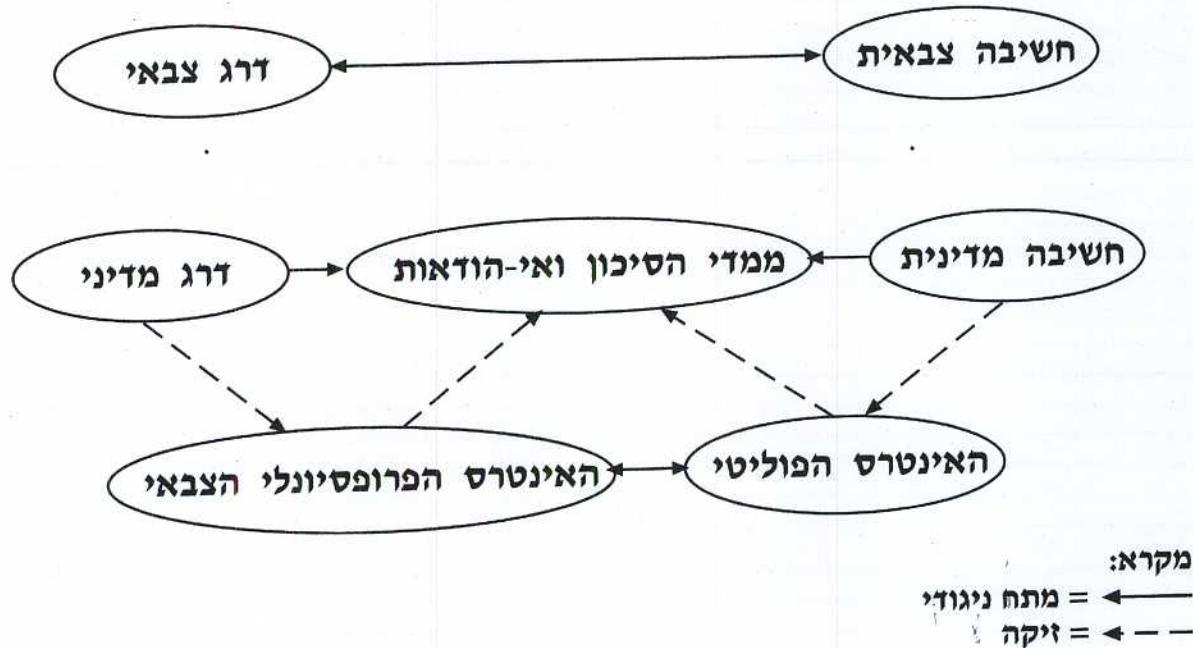 חשיבה צבאית
דרג צבאי
חשיבה מדינית
ממדי הסיכון ואי-הודאות
דרג מדיני
האינטרס הפוליטי
האינטרס הפרופסיונלי הצבאי
מקרא:
= מתח ניגודי
= זיקה